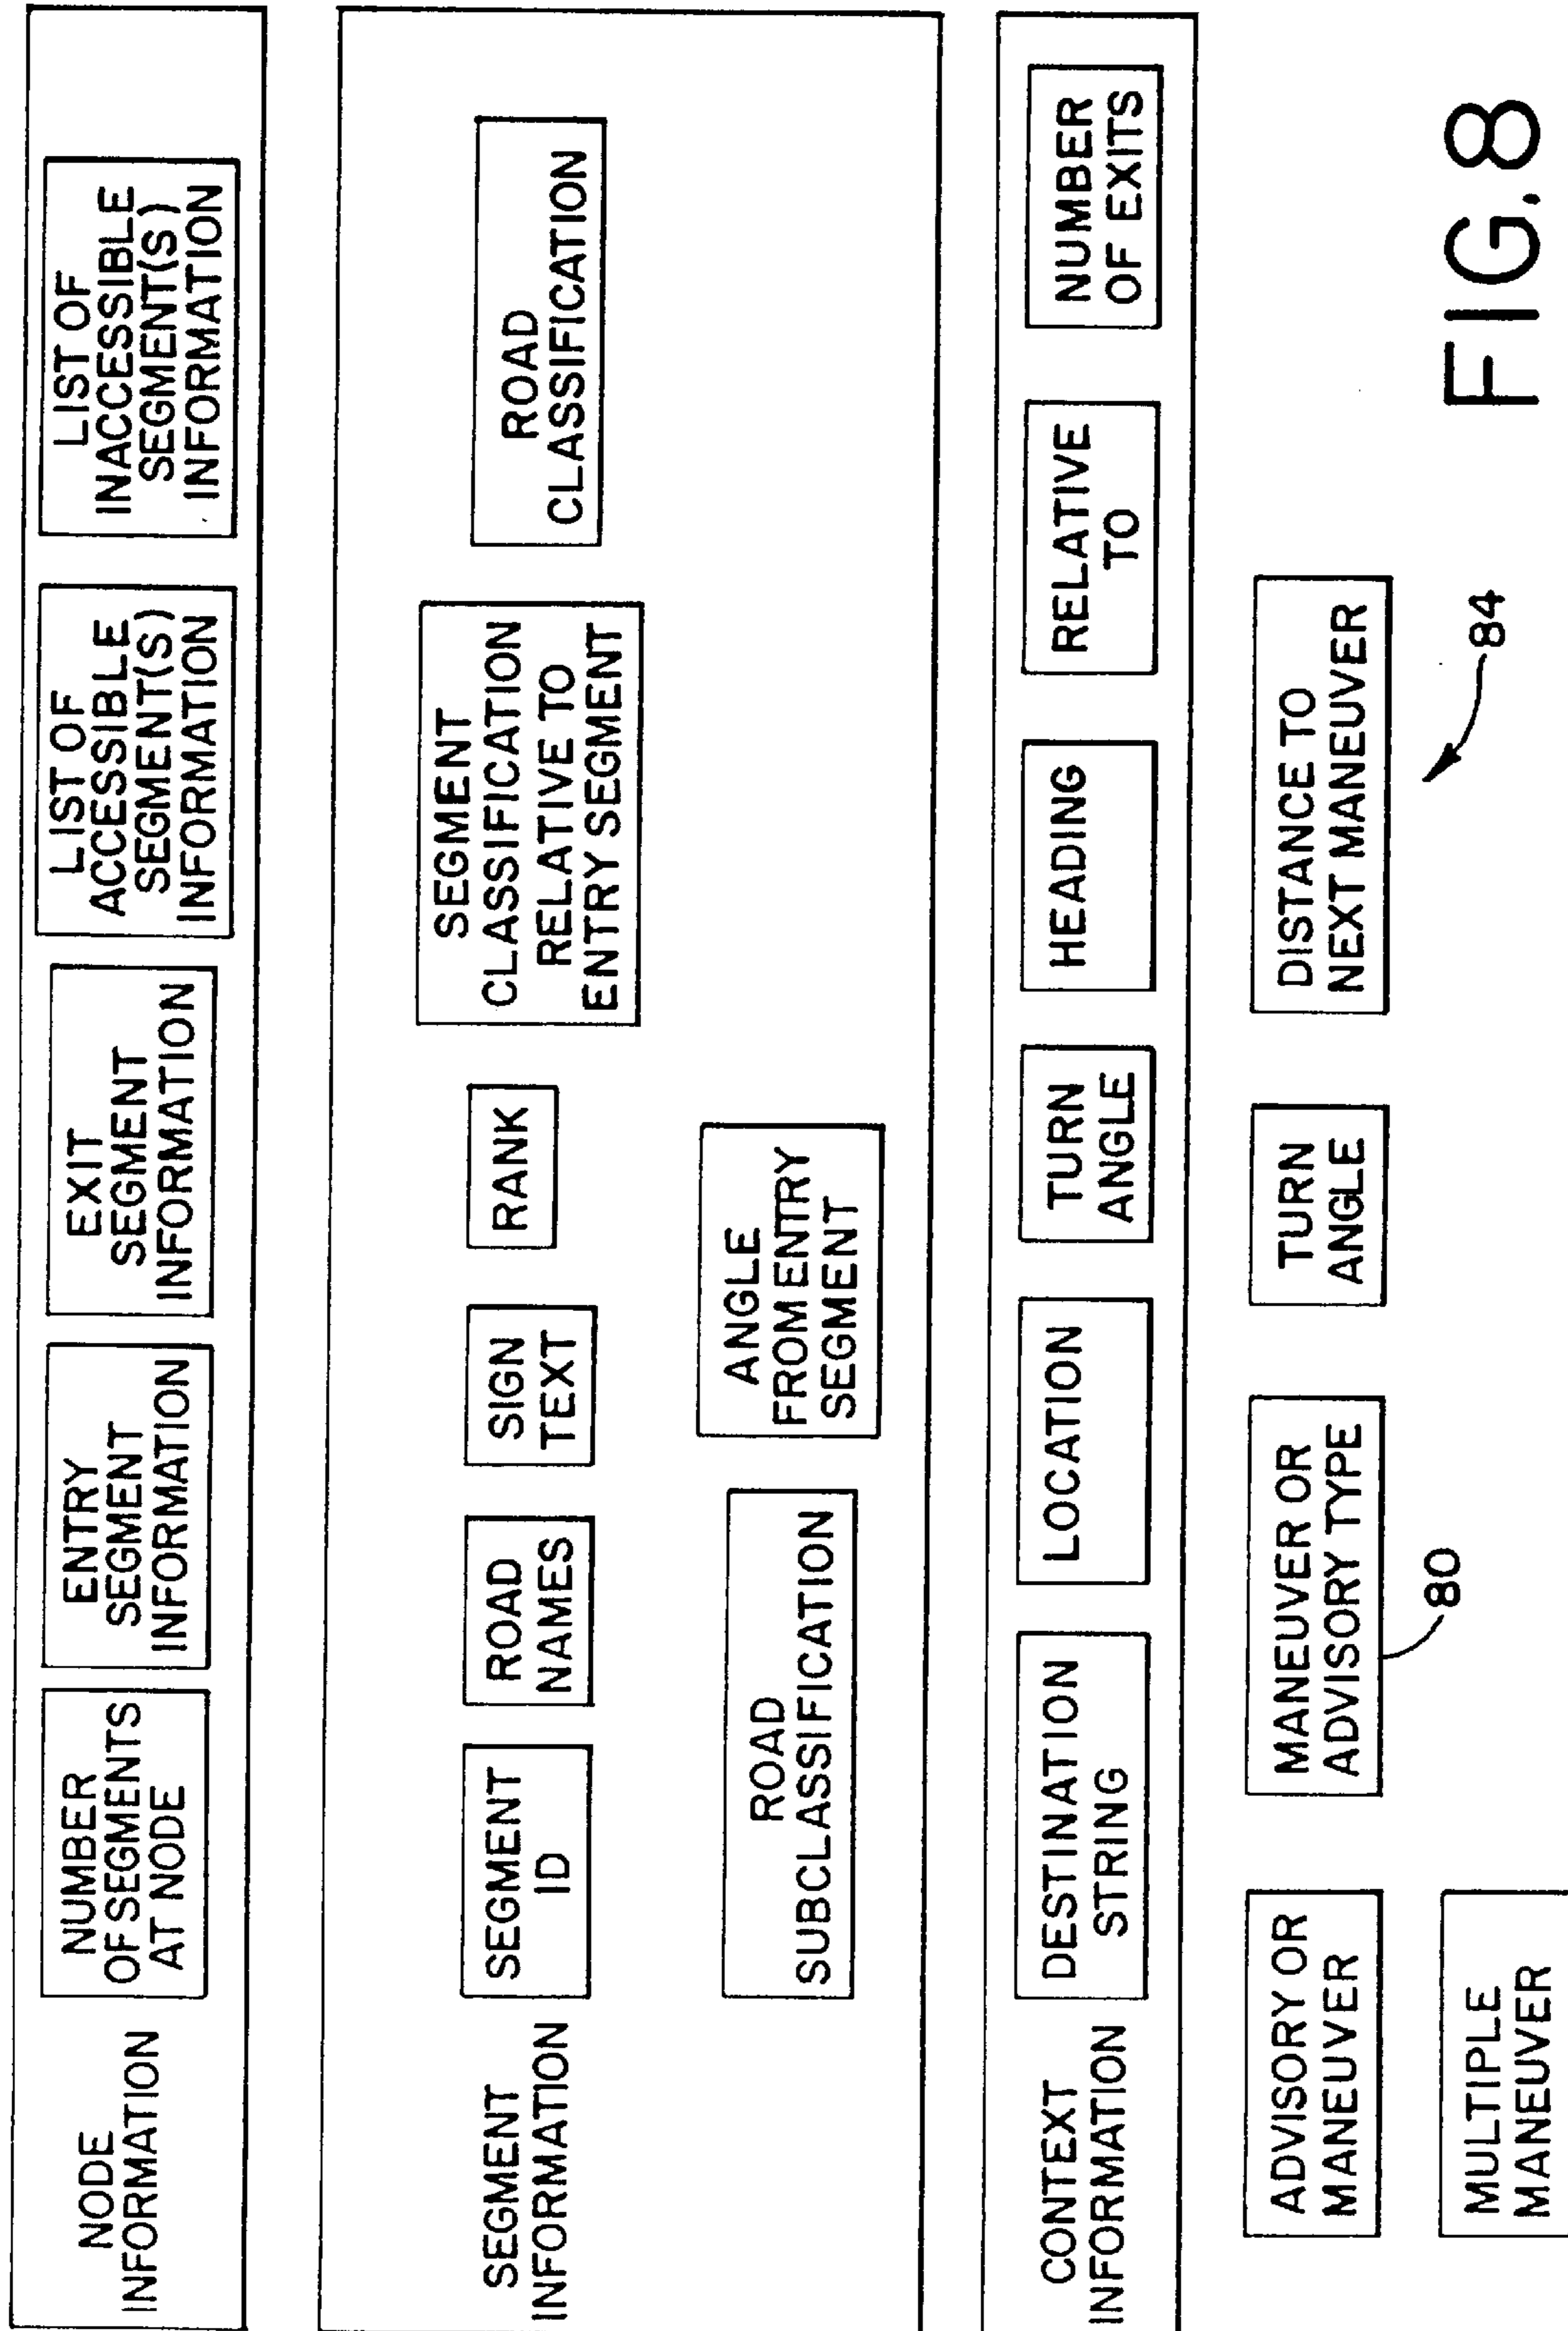 NODE
INFORMATION
NUMBER
OF SEGMENTS
AT NODE
ENTRY
SEGMENT
INFORMATION
EXIT
SEGMENT
INFORMATION
LIST OF
ACCESSIBLE
SEGMENT(S)
INFORMATION
LIST OF
INACCESSIBLE
SEGMENT(S)
INFORMATION
SEGMENT
INFORMATION
SEGMENT
ID
ROAD
NAMES
SIGN
TEXT
RANK
SEGMENT
CLASSIFICATION
RELATIVE TO
ENTRY SEGMENT
ROAD
CLASSIFICATION
ROAD
SUBCLASSIFICATION
ANGLE
FROM ENTRY
SEGMENT
CONTEXT
INFORMATION
DESTINATION
STRING
LOCATION
TURN
ANGLE
HEADING
RELATIVE
TO
NUMBER
OF EXITS
ADVISORY OR
MANEUVER
MANEUVER OR
ADVISORY TYPE
80
TURN
ANGLE
DISTANCE TO
NEXT MANEUVER
84
MULTIPLE
MANEUVER
FIG. 8